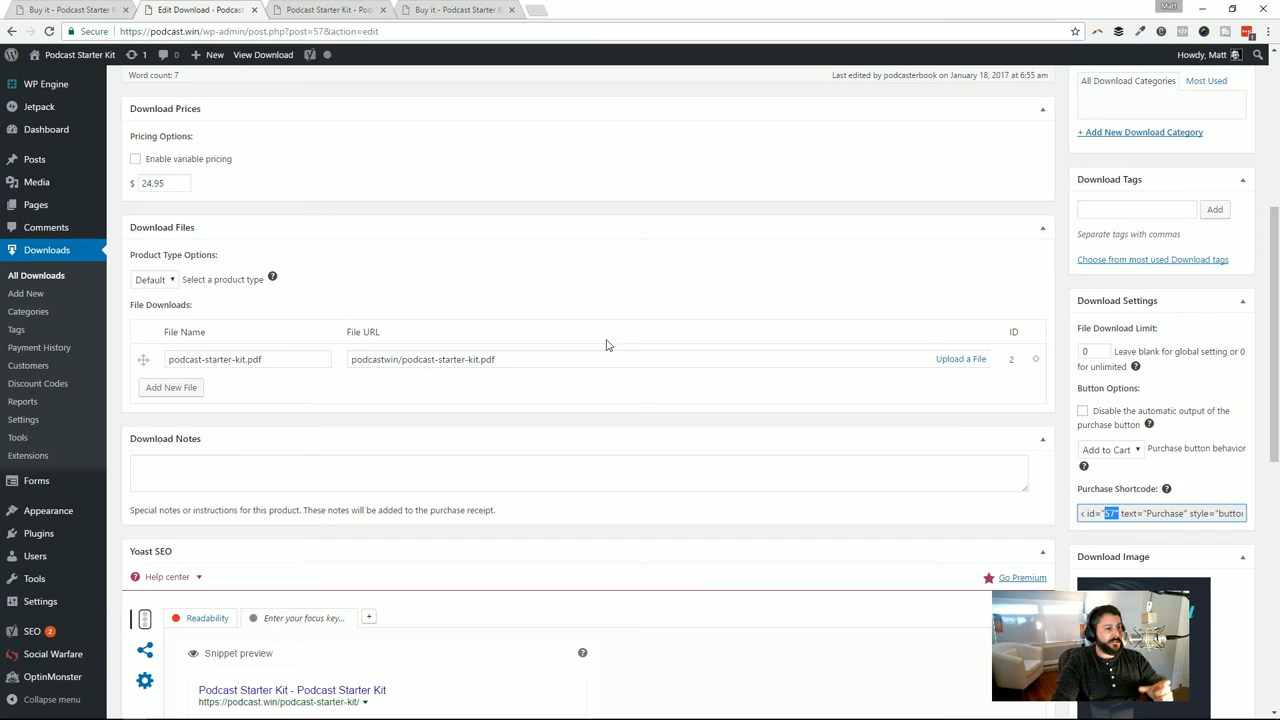 Buy it - Podcast Starter K
Edit Download ‹ Podcast
Podcast Starter Kit - Pod
Buy it - Podcast Starter K
Matt
Secure
https://podcast.win/wp-admin/post.php?post=57&action=edit
Podcast Starter Kit
1
0
New
View Download
Howdy, Matt
WP Engine
Jetpack
Dashboard
Posts
Media
Pages
Comments
Downloads
All Downloads
Add New
Categories
Tags
Payment History
Customers
Discount Codes
Reports
Settings
Tools
Extensions
Forms
Appearance
Plugins
Users
Tools
Settings
SEO 2
Social Warfare
OptinMonster
Collapse menu
Word count: 7
Last edited by podcasterbook on January 18, 2017 at 6:55 am
Download Prices
Pricing Options:
Enable variable pricing
$ 24.95
Download Files
Product Type Options:
Default
Select a product type
File Downloads:
File Name
File URL
ID
podcast-starter-kit.pdf
podcastwin/podcast-starter-kit.pdf
Upload a File
2
Add New File
Download Notes
Special notes or instructions for this product. These notes will be added to the purchase receipt.
Yoast SEO
Help center
Go Premium
Readability
Enter your focus key...
+
Snippet preview
Podcast Starter Kit - Podcast Starter Kit
https://podcast.win/podcast-starter-kit/
All Download Categories
Most Used
+ Add New Download Category
Download Tags
Add
Separate tags with commas
Choose from most used Download tags
Download Settings
File Download Limit:
0
Leave blank for global setting or 0
for unlimited
Button Options:
Disable the automatic output of the
purchase button
Add to Cart
Purchase button behavior
Purchase Shortcode:
k id="57" text="Purchase" style="button
Download Image